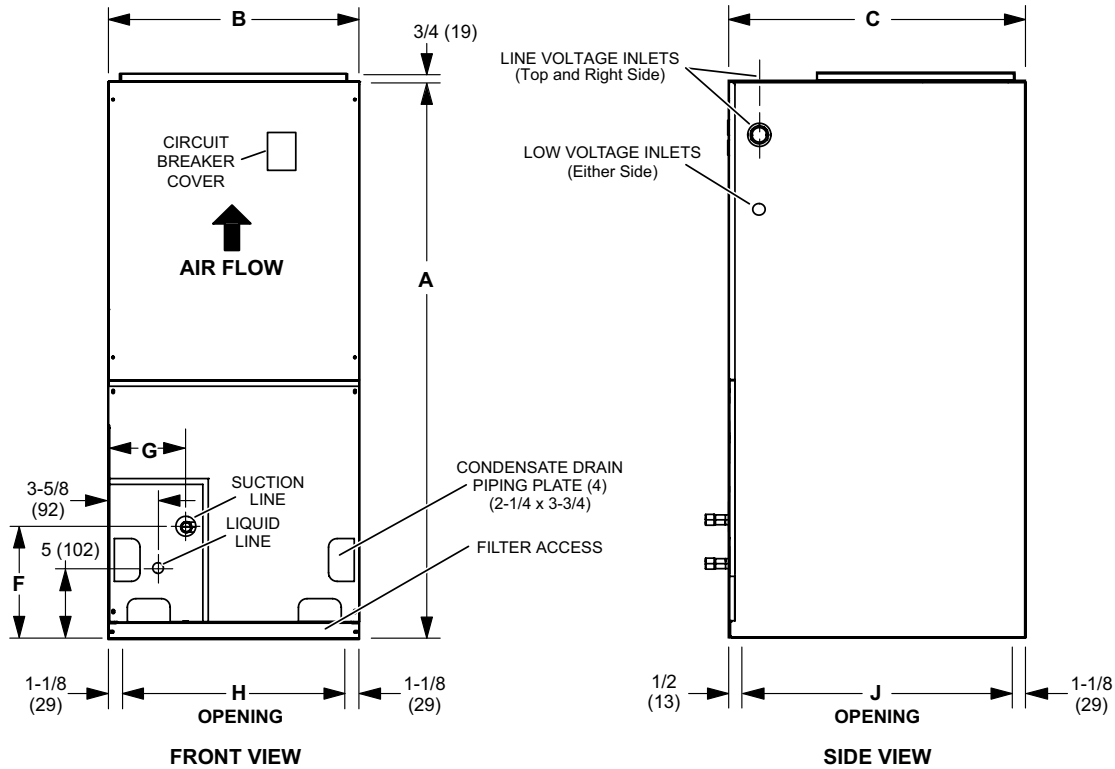 B
3/4 (19)
CIRCUIT
BREAKER
COVER
AIR FLOW
A
G
3-5/8
(92)
SUCTION
LINE
LIQUID
LINE
5 (102)
F
CONDENSATE DRAIN
PIPING PLATE (4)
(2-1/4 x 3-3/4)
FILTER ACCESS
1-1/8
(29)
H
OPENING
1-1/8
(29)
FRONT VIEW
C
LINE VOLTAGE INLETS
(Top and Right Side)
LOW VOLTAGE INLETS
(Either Side)
1/2
(13)
J
OPENING
1-1/8
(29)
SIDE VIEW